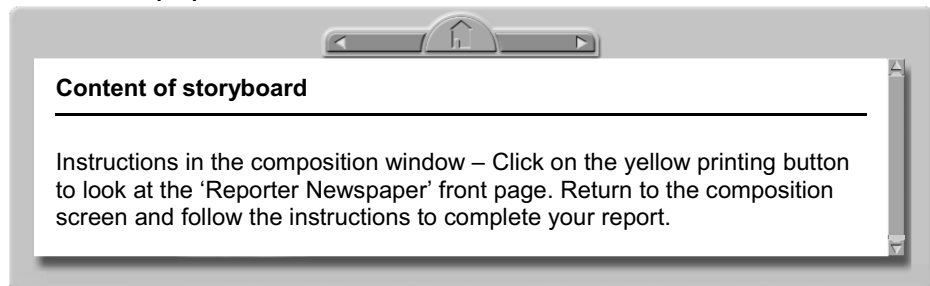 Content of storyboard
Instructions in the composition window – Click on the yellow printing button
to look at the ‘Reporter Newspaper’ front page. Return to the composition
screen and follow the instructions to complete your report.